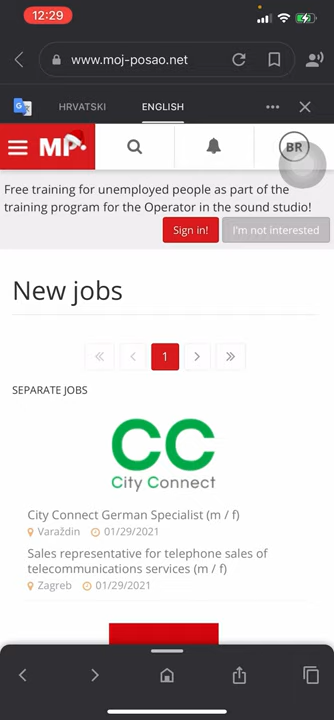 12:29
www.moj-posao.net
HRVATSKI ENGLISH
MP
BR
Free training for unemployed people as part of the
training program for the Operator in the sound studio!
Sign in! I'm not interested
New jobs
« ‹ 1 › »
SEPARATE JOBS
CC
City Connect
City Connect German Specialist (m / f)
Varaždin 01/29/2021
Sales representative for telephone sales of
telecommunications services (m / f)
Zagreb 01/29/2021